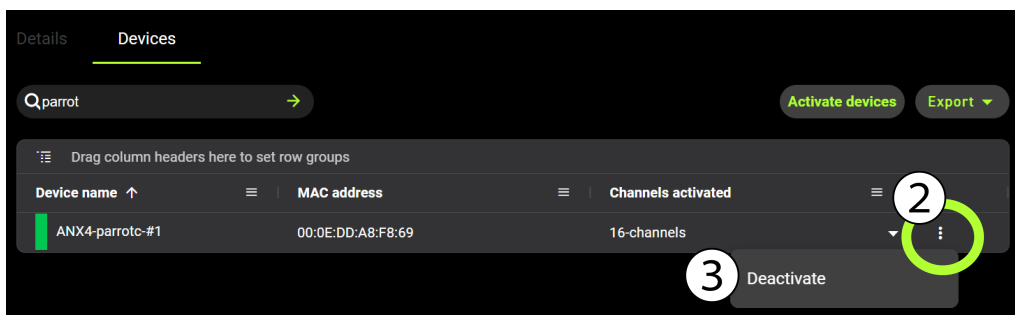 Details Devices
parrot Activate devices Export
Drag column headers here to set row groups
Device name MAC address Channels activated
2
ANX4-parrotc-#1 00:0E:DD:A8:F8:69 16-channels
3 Deactivate